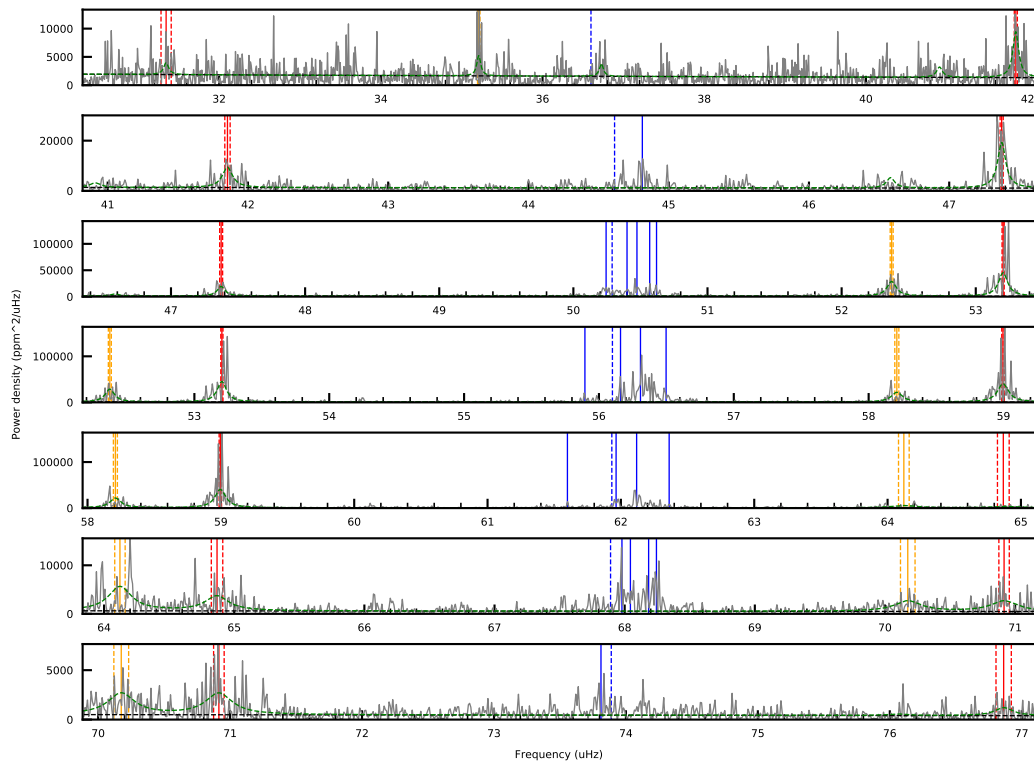 10000
5000
0
32 34 36 38 40 42
20000
0
41 42 43 44 45 46 47
100000
50000
0
47 48 49 50 51 52 53
Power density (ppm^2/uHz)
100000
0
53 54 55 56 57 58 59
100000
0
58 59 60 61 62 63 64 65
10000
0
64 65 66 67 68 69 70 71
5000
0
70 71 72 73 74 75 76 77
Frequency (uHz)